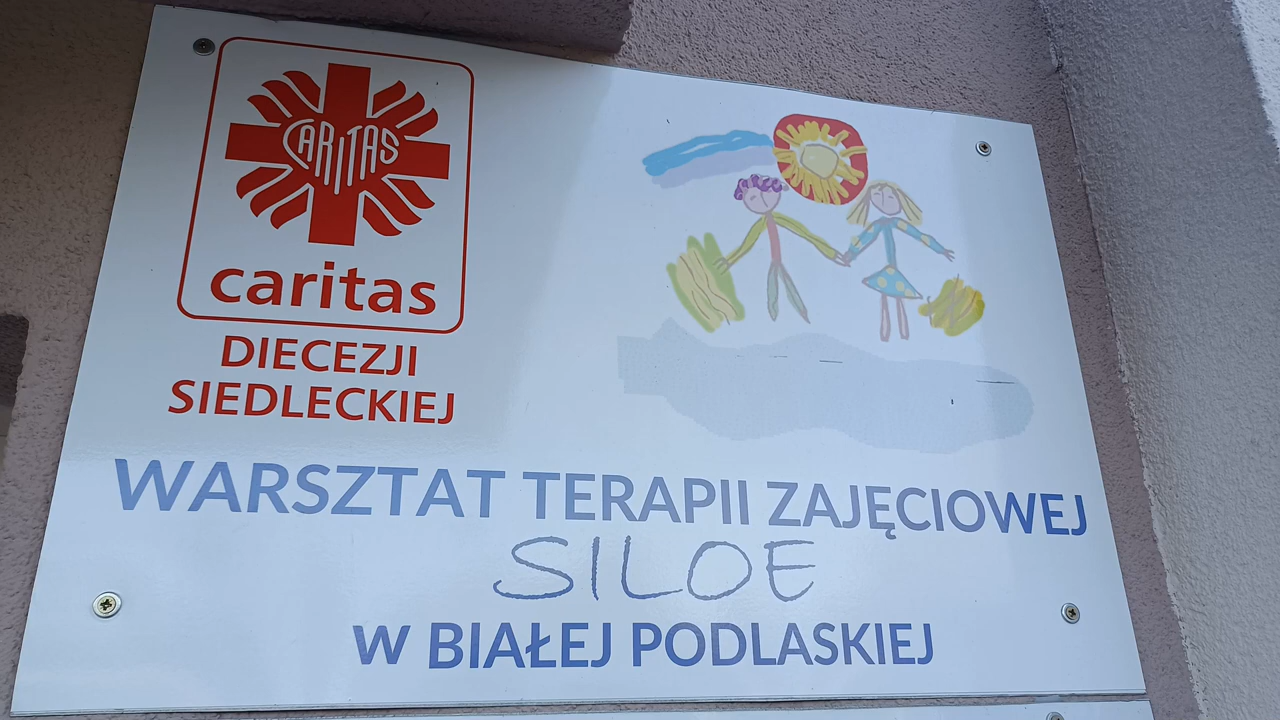 CARITAS
caritas
DIECEZJI
SIEDLECKIEJ
WARSZTAT TERAPII ZAJĘCIOWEJ
SILOE
W BIAŁEJ PODLASKIEJ